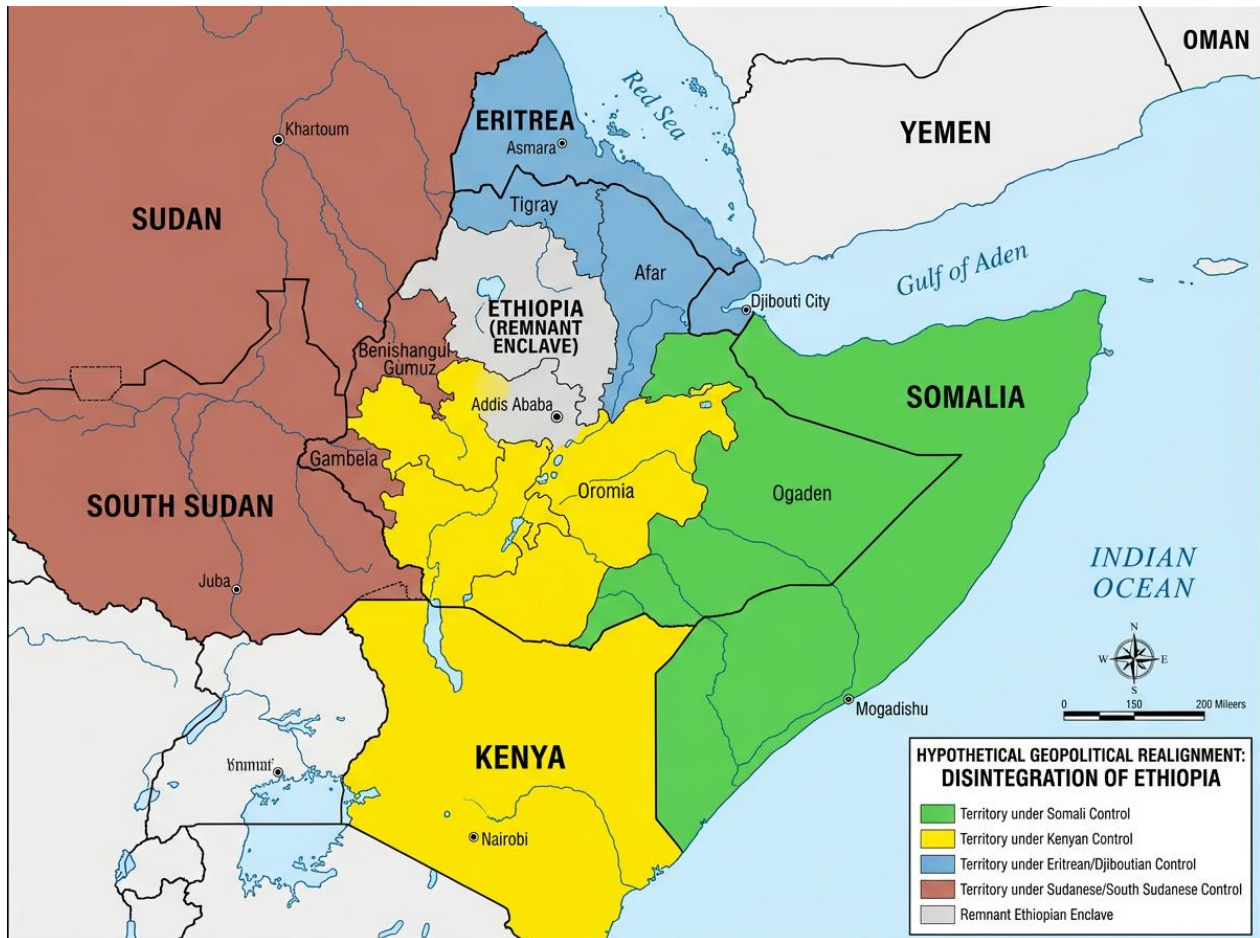 OMAN
Red Sea
YEMEN
Khartoum
ERITREA
Asmara
SUDAN
Tigray
Afar
Gulf of Aden
Djibouti City
ETHIOPIA
(REMNANT
ENCLAVE)
Benishangul
Gumuz
SOMALIA
Addis Ababa
Gambela
SOUTH SUDAN
Oromia
Ogaden
INDIAN
OCEAN
Juba
N
W
E
S
0 150 200 Mileers
Mogadishu
KENYA
Nairobi
HYPOTHETICAL GEOPOLITICAL REALIGNMENT:
DISINTEGRATION OF ETHIOPIA
Territory under Somali Control
Territory under Kenyan Control
Territory under Eritrean/Djiboutian Control
Territory under Sudanese/South Sudanese Control
Remnant Ethiopian Enclave